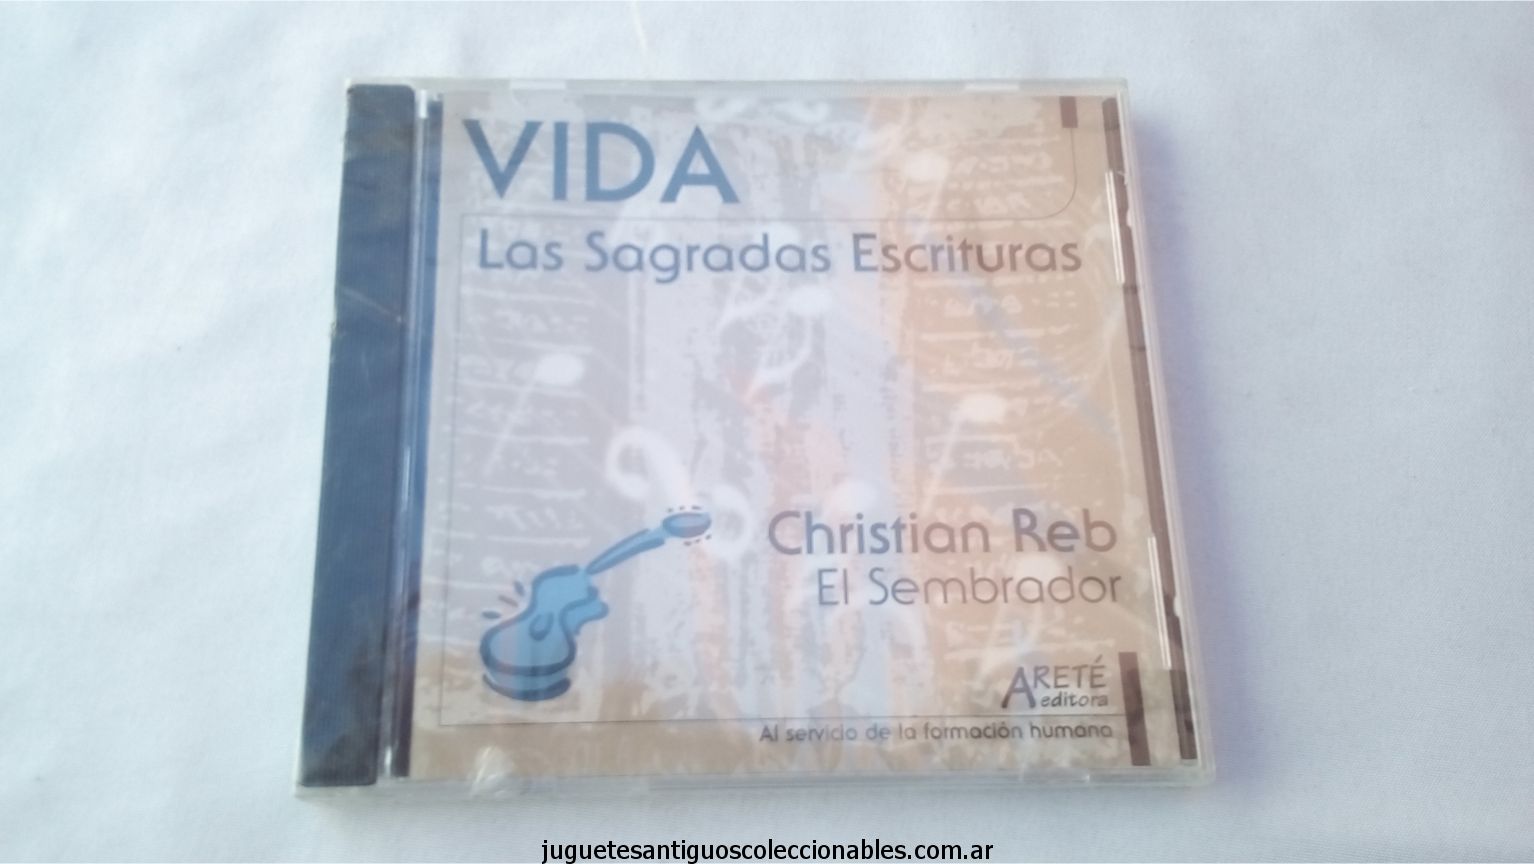 VIDA
Las Sagradas Escrituras
Christian Reb
El Sembrador
ARETÉ
editora
Al servicio de la formación humana
juguetesantiguoscoleccionables.com.ar